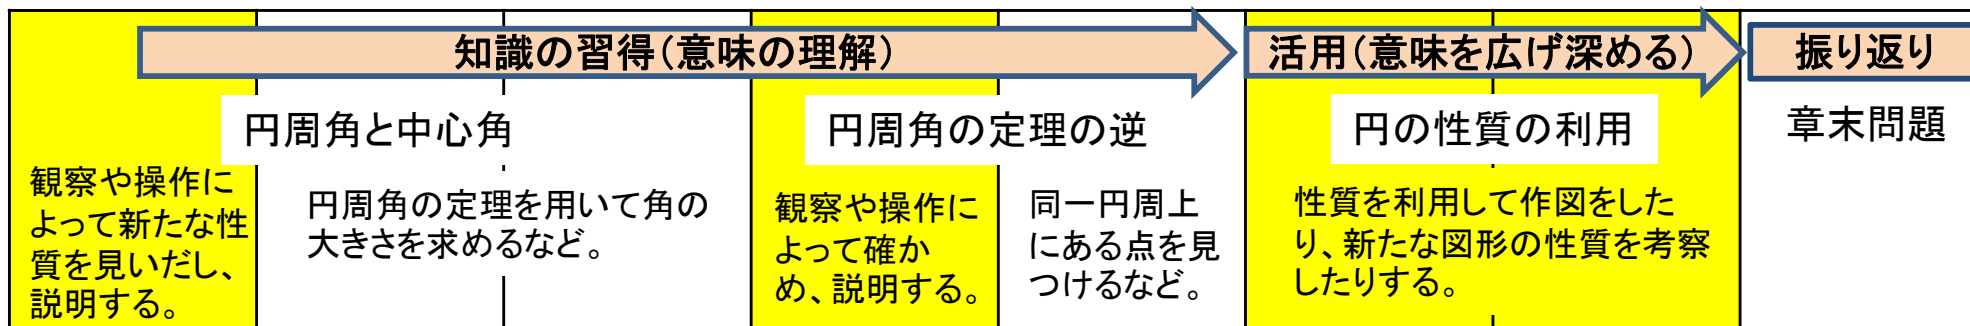 知識の習得(意味の理解)
活用(意味を広げ深める)
振り返り
円周角と中心角
円周角の定理の逆
円の性質の利用
章末問題
観察や操作に
よって新たな性
質を見いだし、
説明する。
円周角の定理を用いて角の
大きさを求めるなど。
観察や操作に
よって確か
め、説明する。
同一円周上
にある点を見
つけるなど。
性質を利用して作図をした
り、新たな図形の性質を考察
したりする。